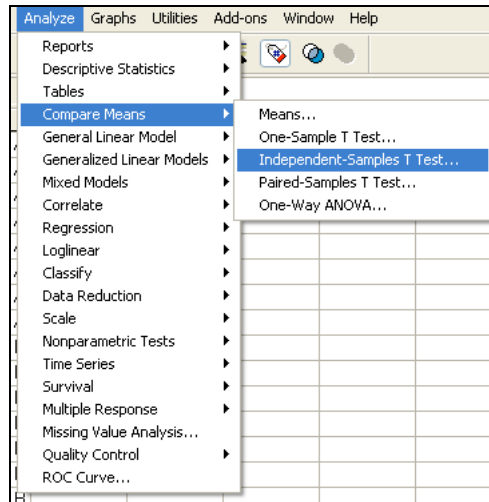 Analyze Graphs Utilities Add-ons Window Help
Reports
Descriptive Statistics
Tables
Compare Means
General Linear Model
Generalized Linear Models
Mixed Models
Correlate
Regression
Loglinear
Classify
Data Reduction
Scale
Nonparametric Tests
Time Series
Survival
Multiple Response
Missing Value Analysis...
Quality Control
ROC Curve...
Means...
One-Sample T Test...
Independent-Samples T Test...
Paired-Samples T Test...
One-Way ANOVA...
B